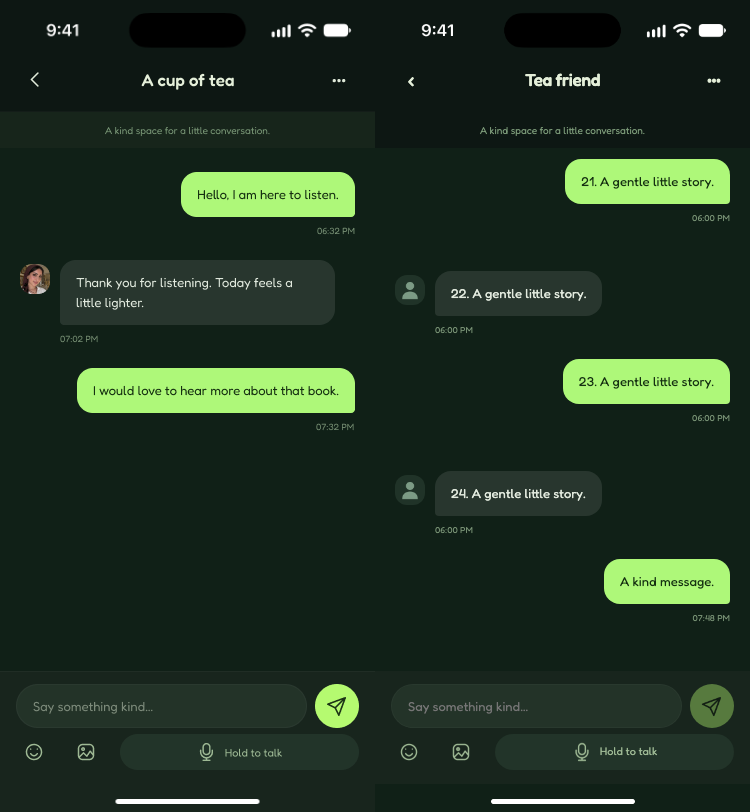 9:41
A cup of tea
A kind space for a little conversation.
Hello, I am here to listen.
06:32 PM
Thank you for listening. Today feels a
little lighter.
07:02 PM
I would love to hear more about that book.
07:32 PM
Say something kind...
Hold to talk
9:41
Tea friend
A kind space for a little conversation.
21. A gentle little story.
06:00 PM
22. A gentle little story.
06:00 PM
23. A gentle little story.
06:00 PM
24. A gentle little story.
06:00 PM
A kind message.
07:48 PM
Say something kind...
Hold to talk